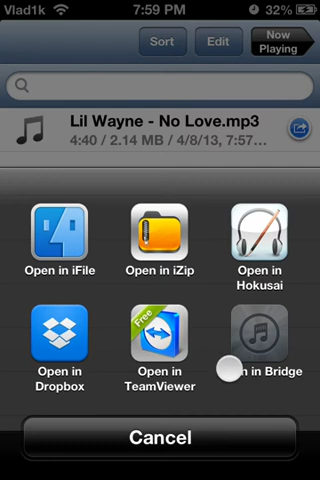 Vlad1k 7:59 PM 32%
Sort Edit Now
Playing
Lil Wayne - No Love.mp3
4:40 / 2.14 MB / 4/8/13, 7:57...
Open in iFile Open in iZip Open in
Hokusai
Free
Open in
Dropbox Open in
TeamViewer n in Bridge
Cancel